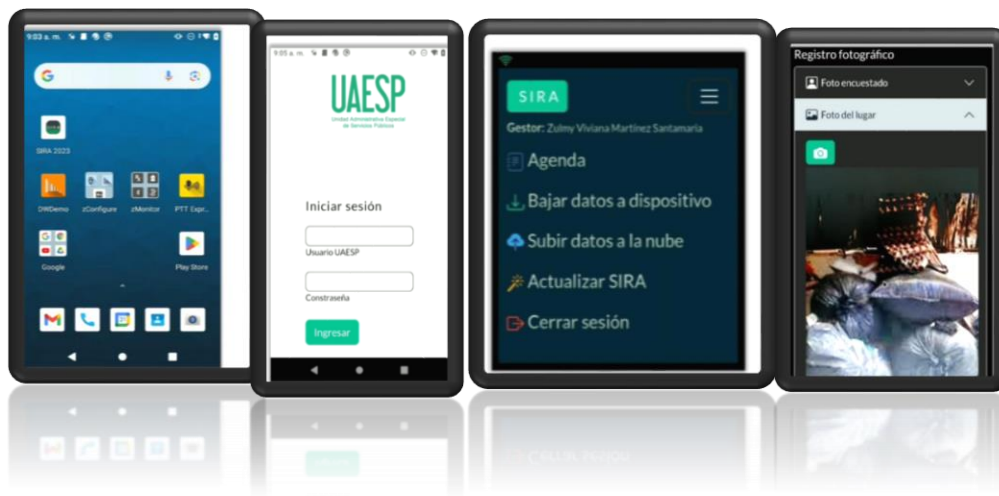 9:03 a. m.
SIRA 2023
DWDemo zConfigure zMonitor PTT Expr...
Google Play Store
9:05 a. m.
UAESP
Unidad Administrativa Especial
de Servicios Públicos
Iniciar sesión
Usuario UAESP
Constraseña
Ingresar
SIRA
Gestor: Zulmy Viviana Martínez Santamaria
Agenda
Bajar datos a dispositivo
Subir datos a la nube
Actualizar SIRA
Cerrar sesión
Registro fotográfico
Foto encuestado
Foto del lugar